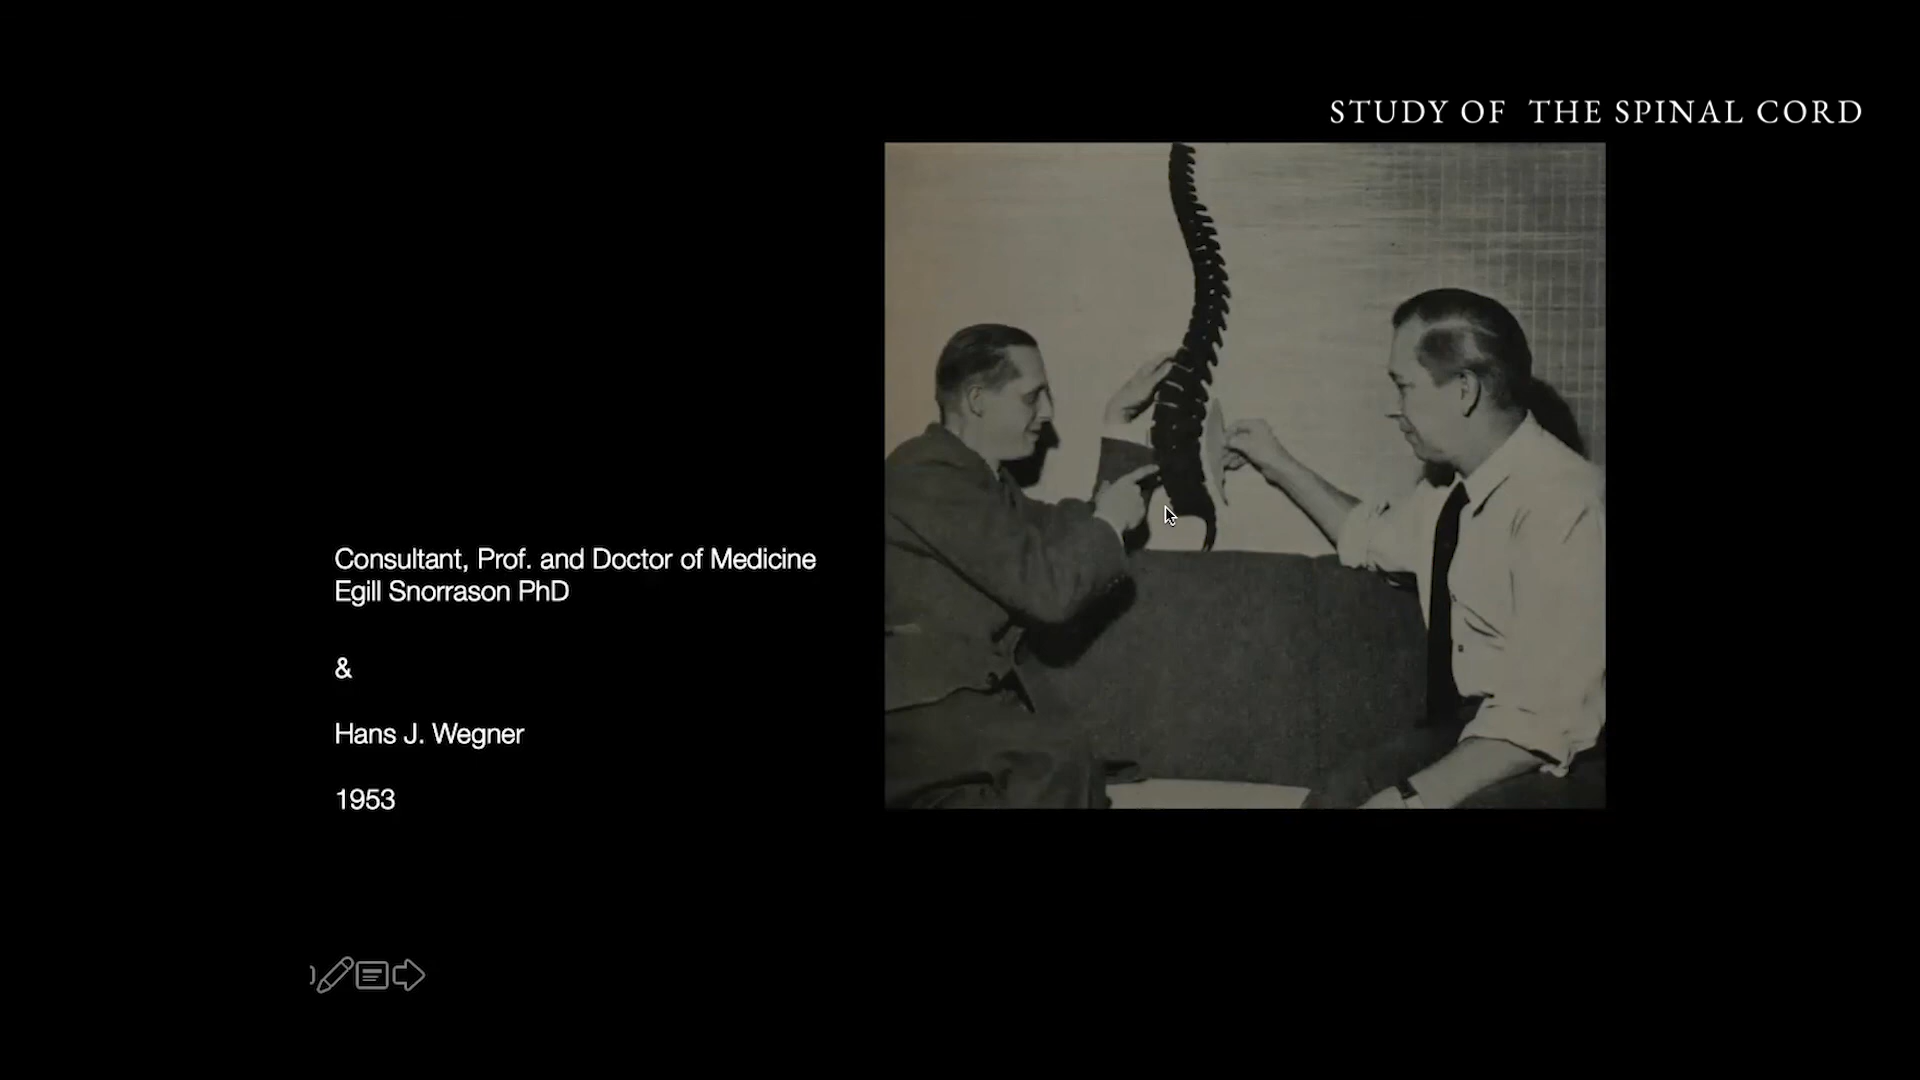 STUDY OF THE SPINAL CORD
Consultant, Prof. and Doctor of Medicine
Egill Snorrason PhD
&
Hans J. Wegner
1953